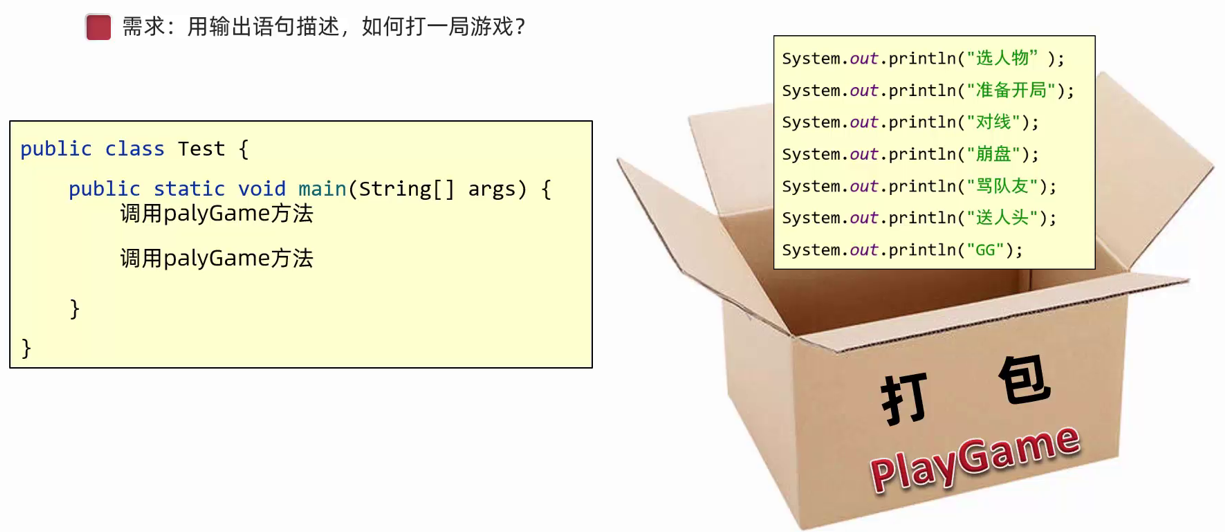 需求：用输出语句描述，如何打一局游戏？
public class Test {
public static void main(String[] args) {
调用palyGame方法
调用palyGame方法
}
}
System.out.println("选人物”);
System.out.println("准备开局");
System.out.println("对线");
System.out.println("崩盘");
System.out.println("骂队友");
System.out.println("送人头");
System.out.println("GG");
打 包
PlayGame